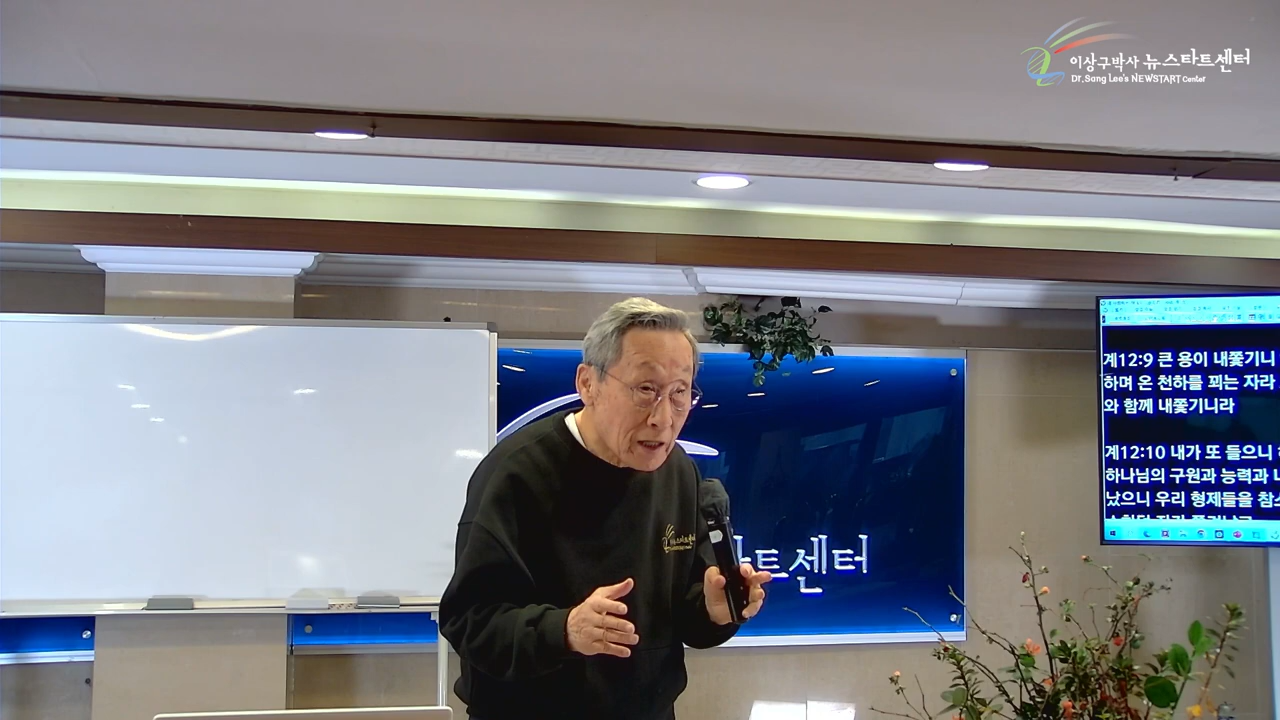 이상구박사 뉴스타트센터
Dr. Sang Lee's NEWSTART Center
계12:9 큰 용이 내쫓기니
하며 온 천하를 꾀는 자라
와 함께 내쫓기니라
계12:10 내가 또 들으니
하나님의 구원과 능력과 나
났으니 우리 형제들을 참소
타트센터